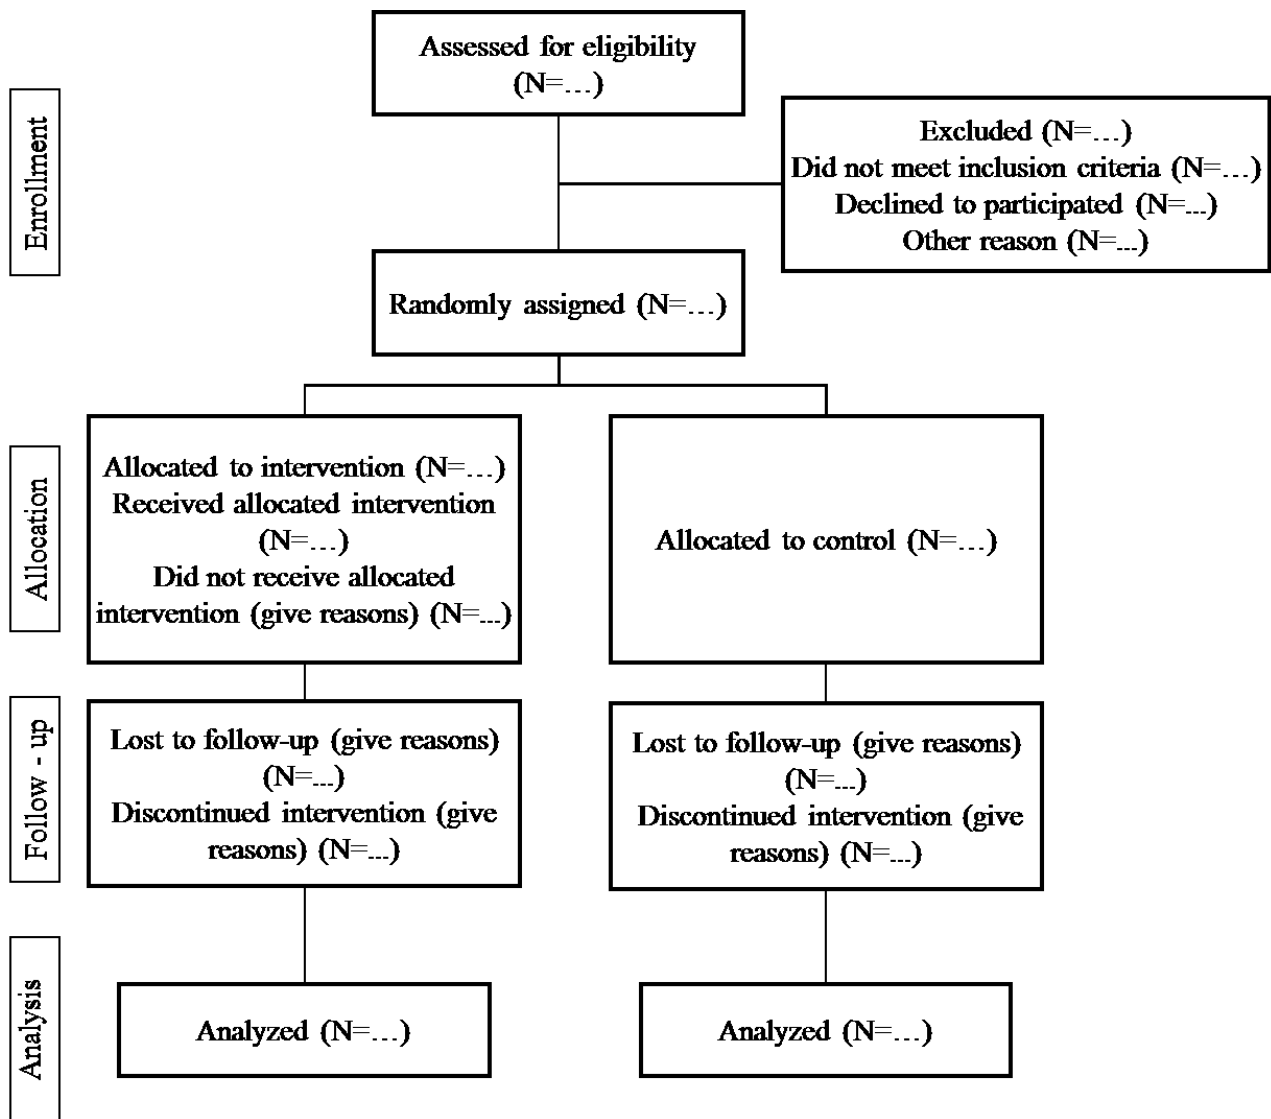 Assessed for eligibility
(N=…)
Enrollment
Excluded (N=…)
Did not meet inclusion criteria (N=…)
Declined to participated (N=...)
Other reason (N=...)
Randomly assigned (N=…)
Allocation
Allocated to intervention (N=…)
Received allocated intervention
(N=…)
Did not receive allocated
intervention (give reasons) (N=...)
Allocated to control (N=…)
Follow - up
Lost to follow-up (give reasons)
(N=...)
Discontinued intervention (give
reasons) (N=...)
Lost to follow-up (give reasons)
(N=...)
Discontinued intervention (give
reasons) (N=...)
Analysis
Analyzed (N=…)
Analyzed (N=…)